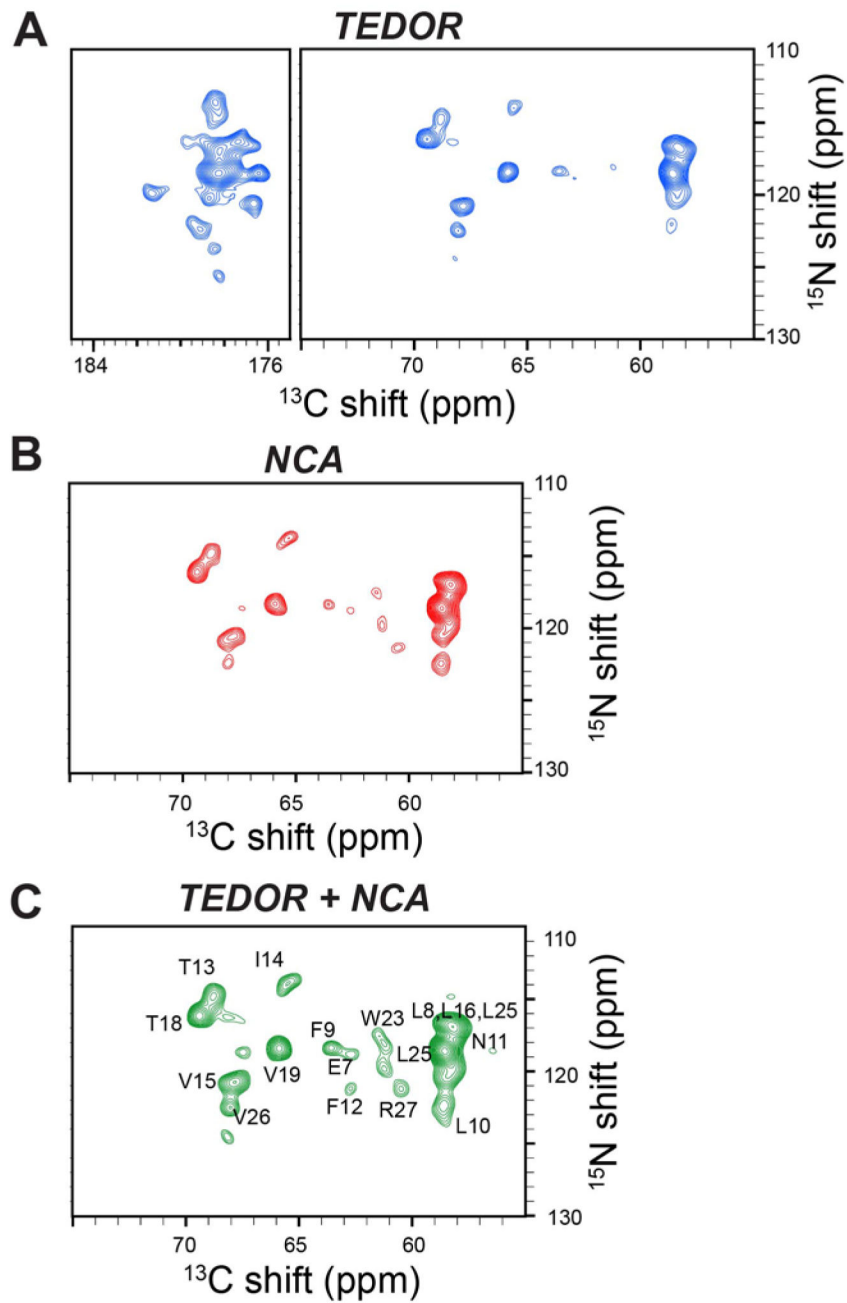 A
TEDOR
110
120
130
15N shift (ppm)
184
176
70
65
60
13C shift (ppm)
B
NCA
110
120
130
15N shift (ppm)
70
65
60
13C shift (ppm)
C
TEDOR + NCA
110
T13
I14
T18
W23
L8,L16,L25
F9
L25
N11
E7
V19
V15
120
V26
F12
R27
L10
130
15N shift (ppm)
70
65
60
13C shift (ppm)